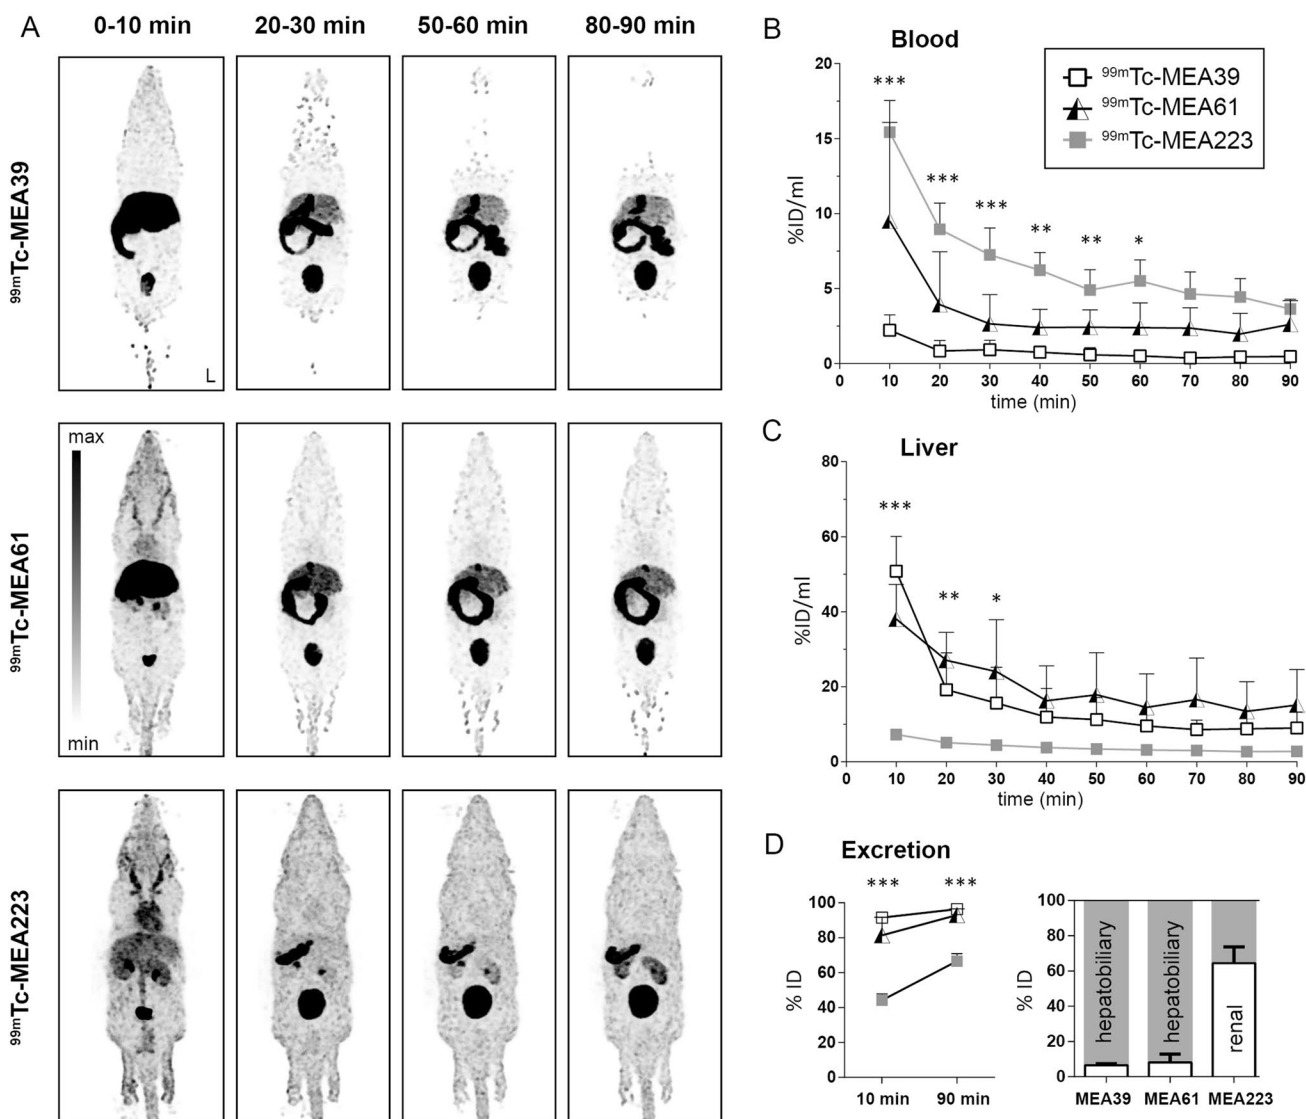 A
0-10 min
20-30 min
50-60 min
80-90 min
99mTc-MEA39
L
99mTc-MEA61
max
min
99mTc-MEA223
B
Blood
99mTc-MEA39
99mTc-MEA61
99mTc-MEA223
%ID/ml
20
15
10
5
0
***
***
***
**
**
*
0 10 20 30 40 50 60 70 80 90
time (min)
C
Liver
%ID/ml
80
60
40
20
0
***
**
*
0 10 20 30 40 50 60 70 80 90
time (min)
D
Excretion
*** ***
% ID
100
80
60
40
20
0
10 min 90 min
% ID
100
80
60
40
20
0
hepatobiliary
hepatobiliary
renal
MEA39 MEA61 MEA223